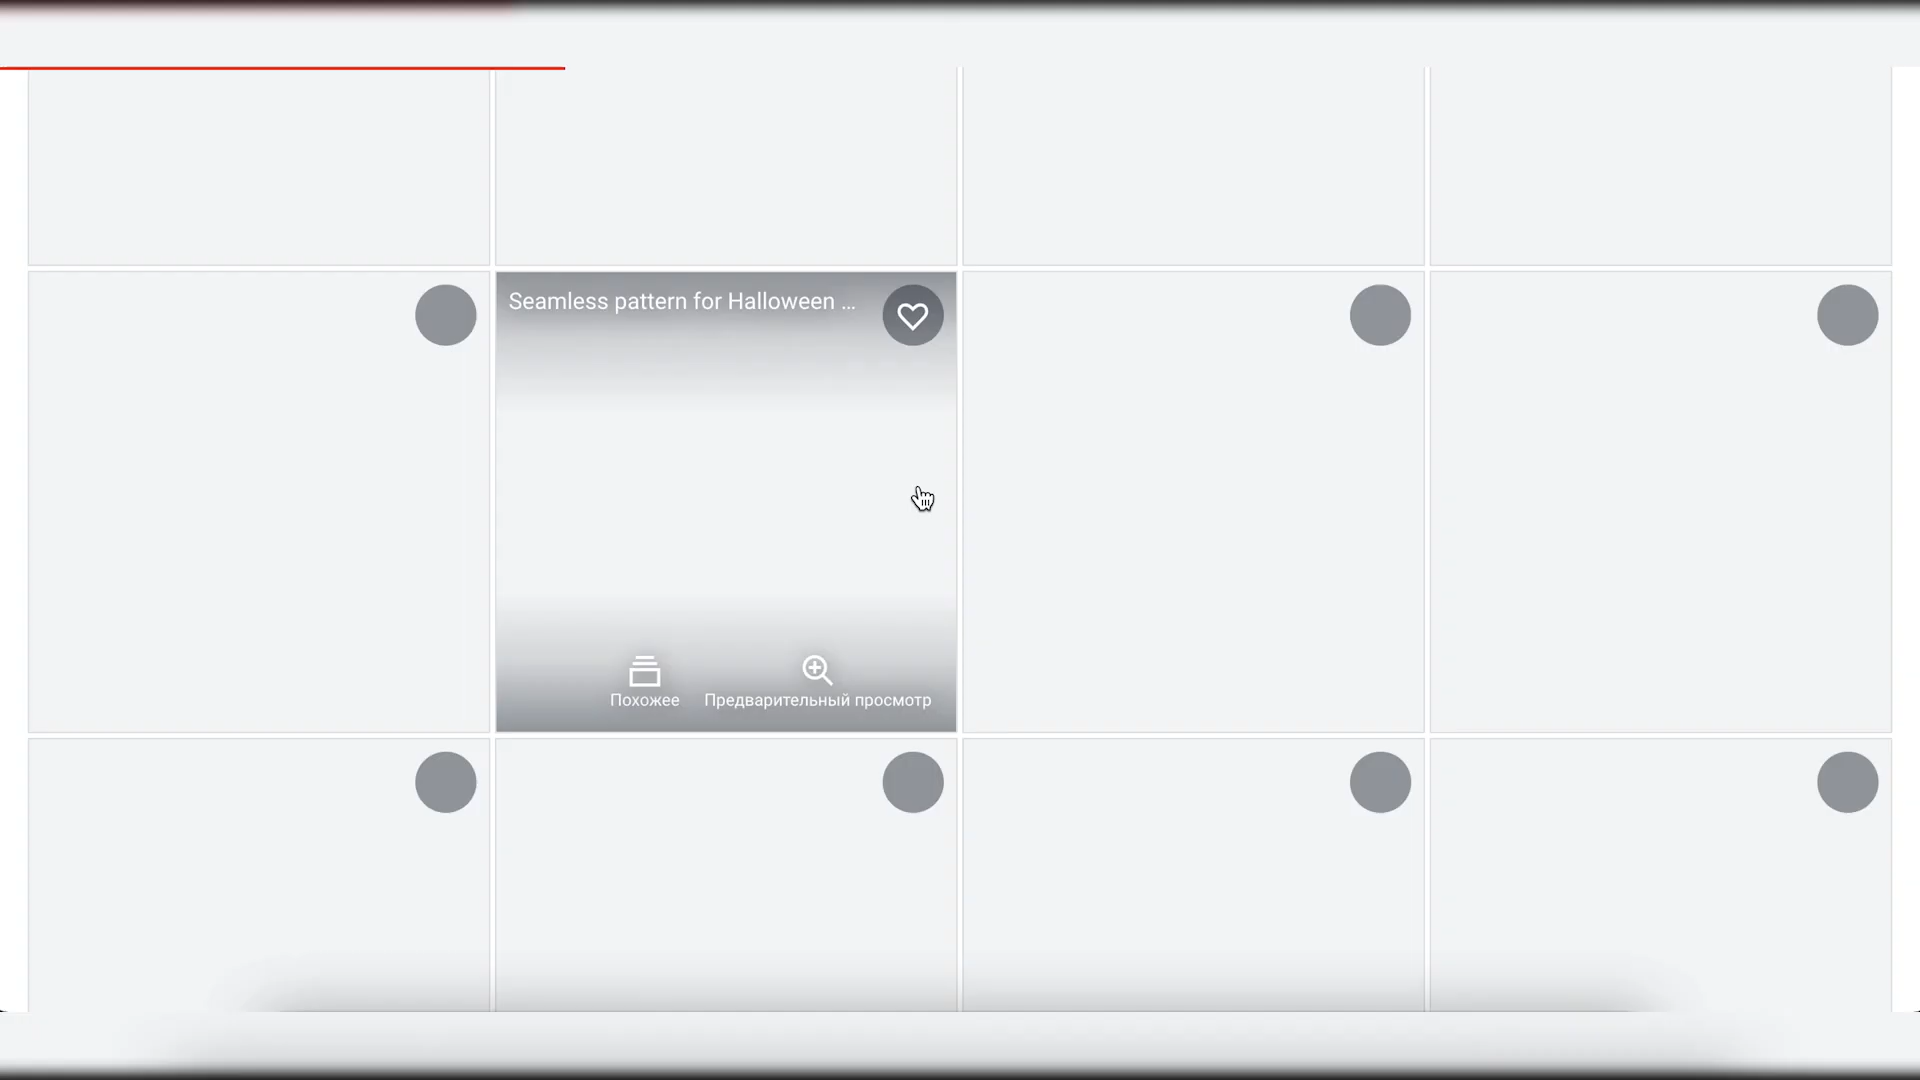 Seamless pattern for Halloween ...
Похожее
Предварительный просмотр